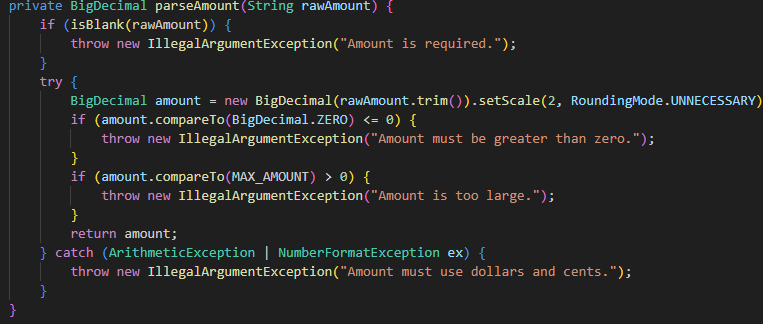 private BigDecimal parseAmount(String rawAmount) {
    if (isBlank(rawAmount)) {
        throw new IllegalArgumentException("Amount is required.");
    }
    try {
        BigDecimal amount = new BigDecimal(rawAmount.trim()).setScale(2, RoundingMode.UNNECESSARY)
        if (amount.compareTo(BigDecimal.ZERO) <= 0) {
            throw new IllegalArgumentException("Amount must be greater than zero.");
        }
        if (amount.compareTo(MAX_AMOUNT) > 0) {
            throw new IllegalArgumentException("Amount is too large.");
        }
        return amount;
    } catch (ArithmeticException | NumberFormatException ex) {
        throw new IllegalArgumentException("Amount must use dollars and cents.");
    }
}